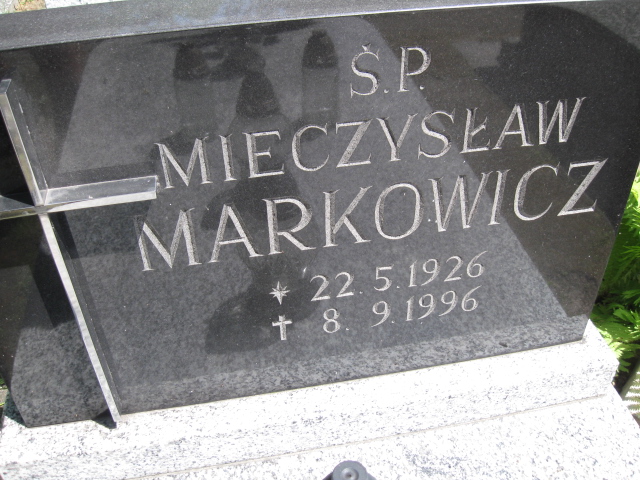 Ś.P.
MIECZYSŁAW
MARKOWICZ
* 22.5.1926
✝ 8.9.1996